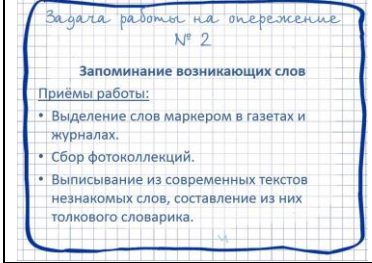 Задача работы на опережение
№ 2
Запоминание возникающих слов
Приёмы работы:
• Выделение слов маркером в газетах и
журналах.
• Сбор фотоколлекций.
• Выписывание из современных текстов
незнакомых слов, составление из них
толкового словарика.